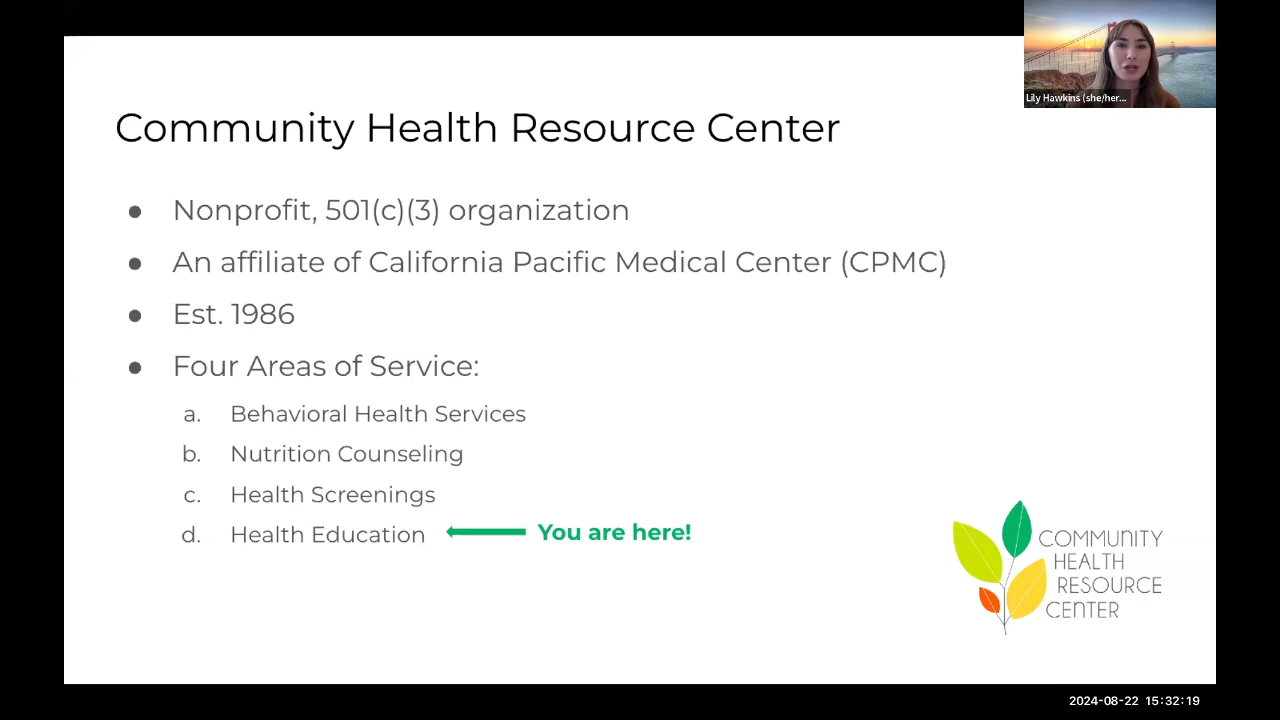 Lily Hawkins (she/her...
Community Health Resource Center
● Nonprofit, 501(c)(3) organization
● An affiliate of California Pacific Medical Center (CPMC)
● Est. 1986
● Four Areas of Service:
a. Behavioral Health Services
b. Nutrition Counseling
c. Health Screenings
d. Health Education You are here!
COMMUNITY
HEALTH
RESOURCE
CENTER
2024-08-22 15:32:19